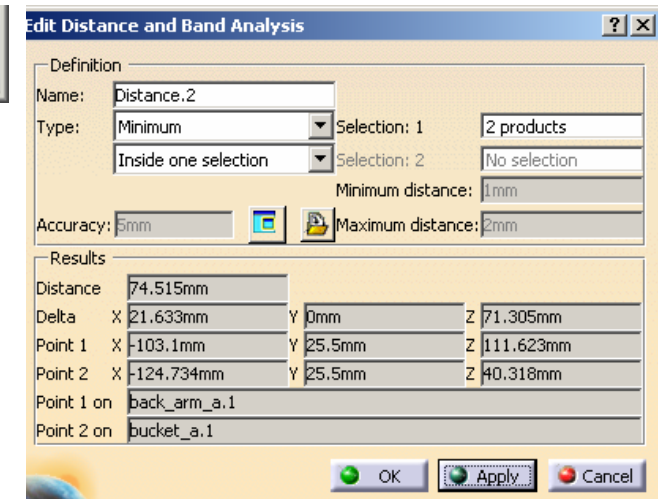 Edit Distance and Band Analysis ? X
Definition
Name: Distance.2
Type: Minimum Selection: 1 2 products
Inside one selection Selection: 2 No selection
Minimum distance: 1mm
Accuracy: 5mm Maximum distance: 2mm
Results
Distance 74.515mm
Delta X 21.633mm Y 0mm Z 71.305mm
Point 1 X -103.1mm Y 25.5mm Z 111.623mm
Point 2 X -124.734mm Y 25.5mm Z 40.318mm
Point 1 on back_arm_a.1
Point 2 on bucket_a.1
OK Apply Cancel